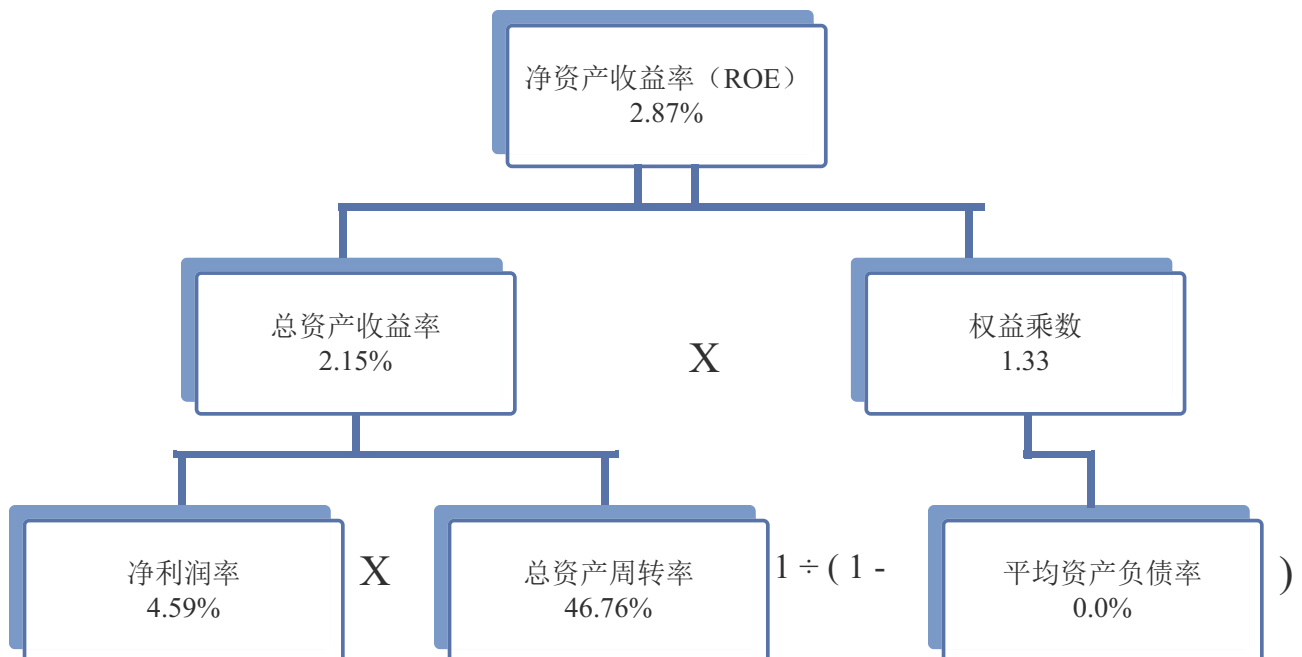 净资产收益率（ROE）
2.87%
总资产收益率
2.15%
X
权益乘数
1.33
净利润率
4.59%
X
总资产周转率
46.76%
1 ÷ ( 1 -
平均资产负债率
0.0%
)